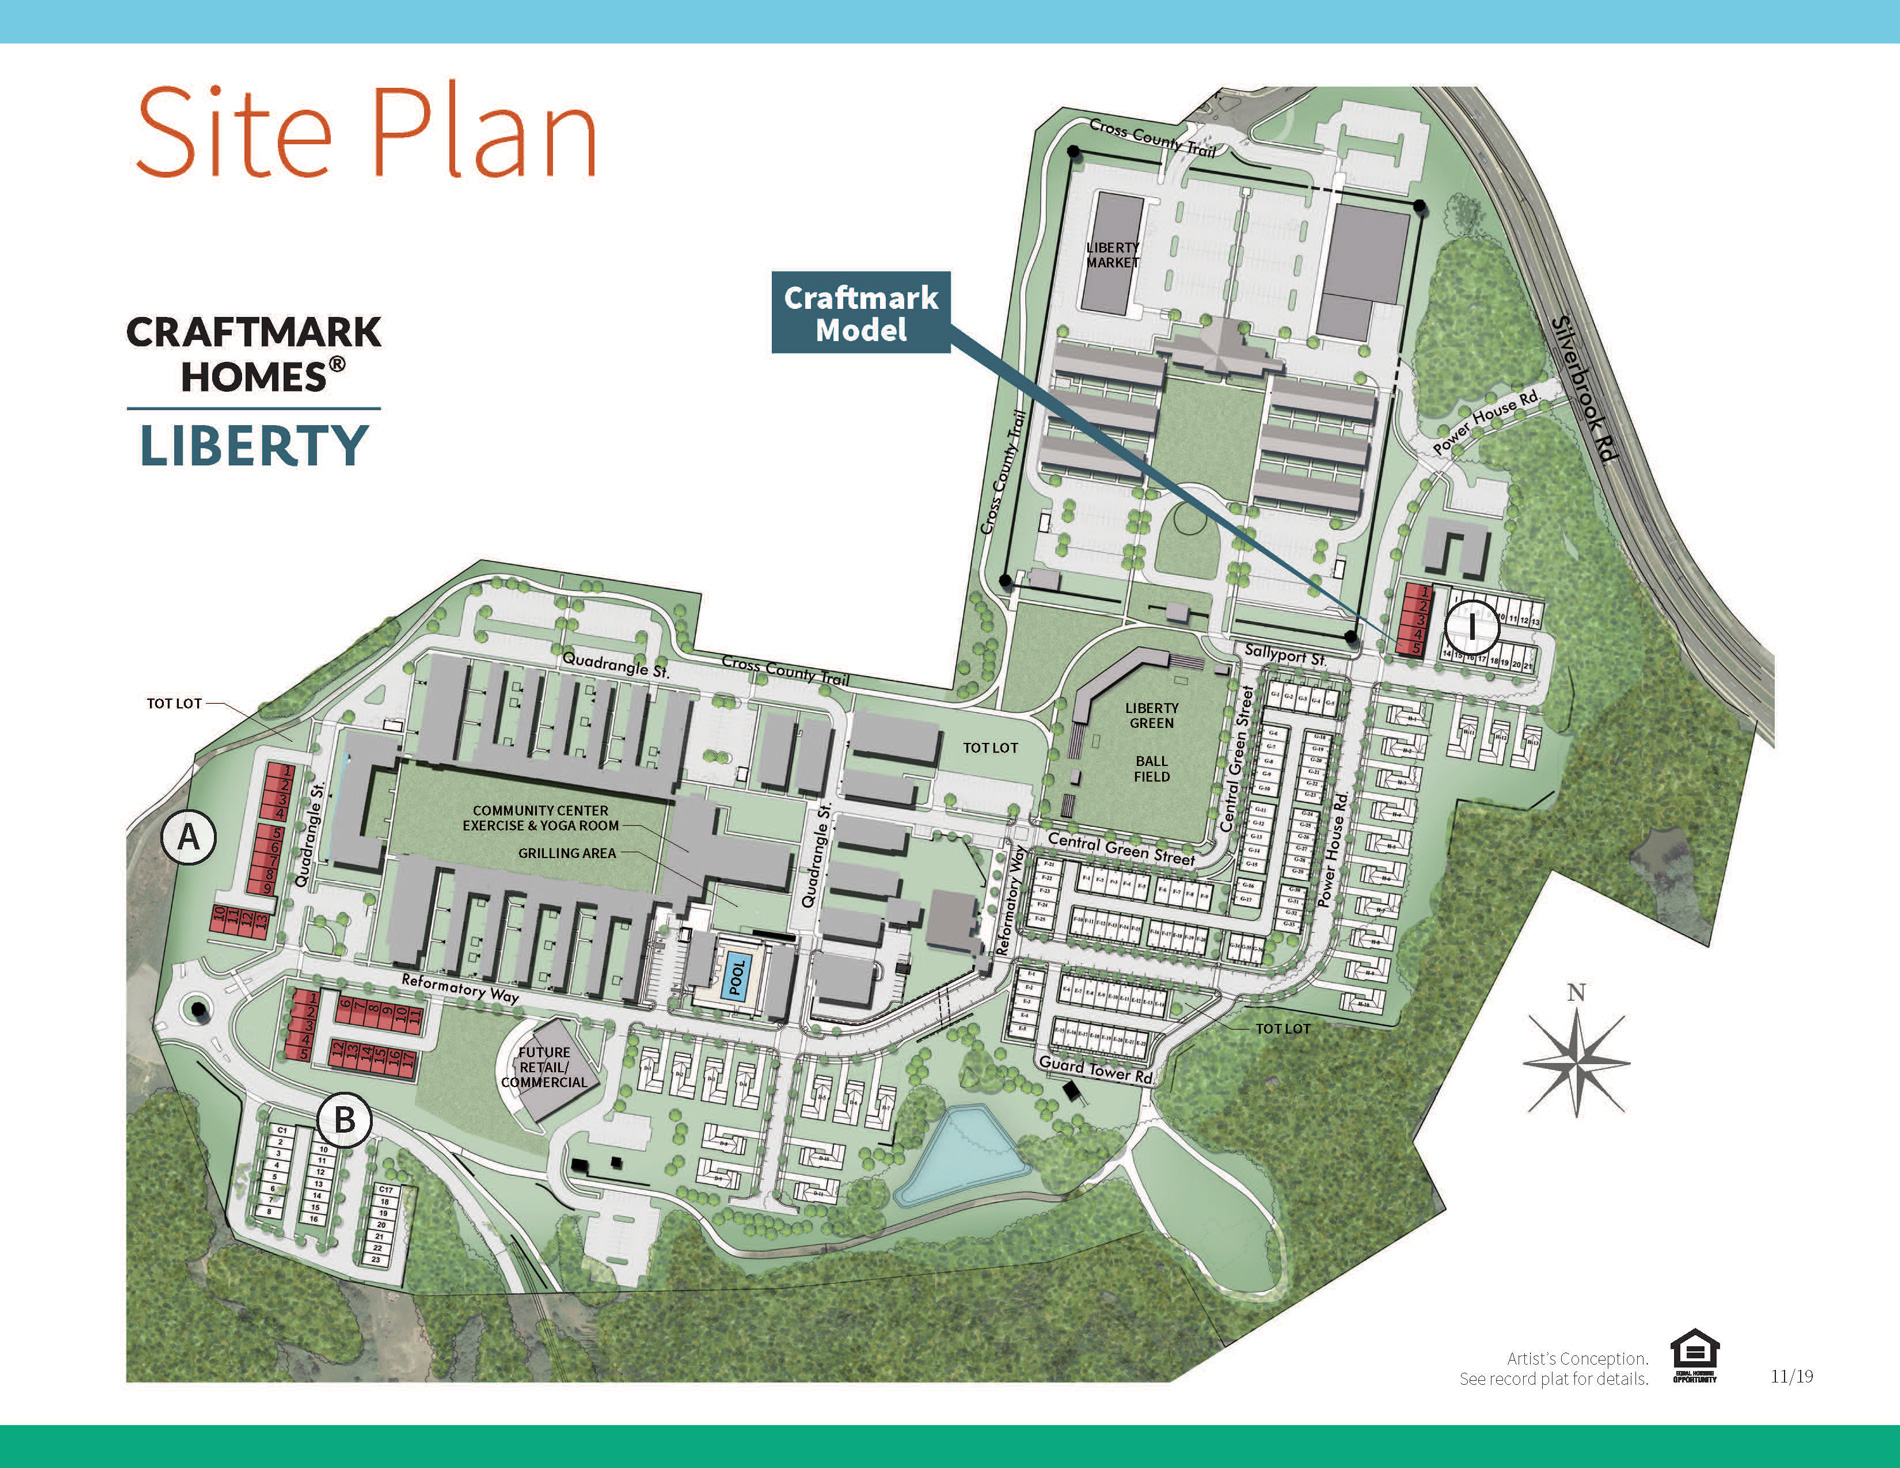 Site Plan
CRAFTMARK
HOMES®
LIBERTY
Craftmark
Model
Cross County Trail
LIBERTY
MARKET
Silverbrook Rd.
Power House Rd.
Cross County Trail
1
2
3
4
5
I
10 11 12 13
14 15 16 17 18 19 20 21
Sallyport St.
Quadrangle St.
Cross County Trail
TOT LOT
LIBERTY
GREEN
BALL
FIELD
TOT LOT
Central Green Street
G-1 G-2 G-3 G-4 G-5
Power House Rd.
Central Green Street
COMMUNITY CENTER
EXERCISE & YOGA ROOM
GRILLING AREA
Quadrangle St.
Quadrangle St.
1
2
3
4
5
6
7
8
9
10 11 12 13
A
Reformatory Way
Reformatory Way
POOL
1
2
3
4
5
6 7 8 9 10 11
12 13 14 15 16 17
B
FUTURE
RETAIL/
COMMERCIAL
TOT LOT
Guard Tower Rd.
C1
2
3
4
5
6
7
8
10
11
12
13
14
15
16
C17
18
19
20
21
22
23
N
Artist's Conception.
See record plat for details.
EQUAL HOUSING
OPPORTUNITY
11/19